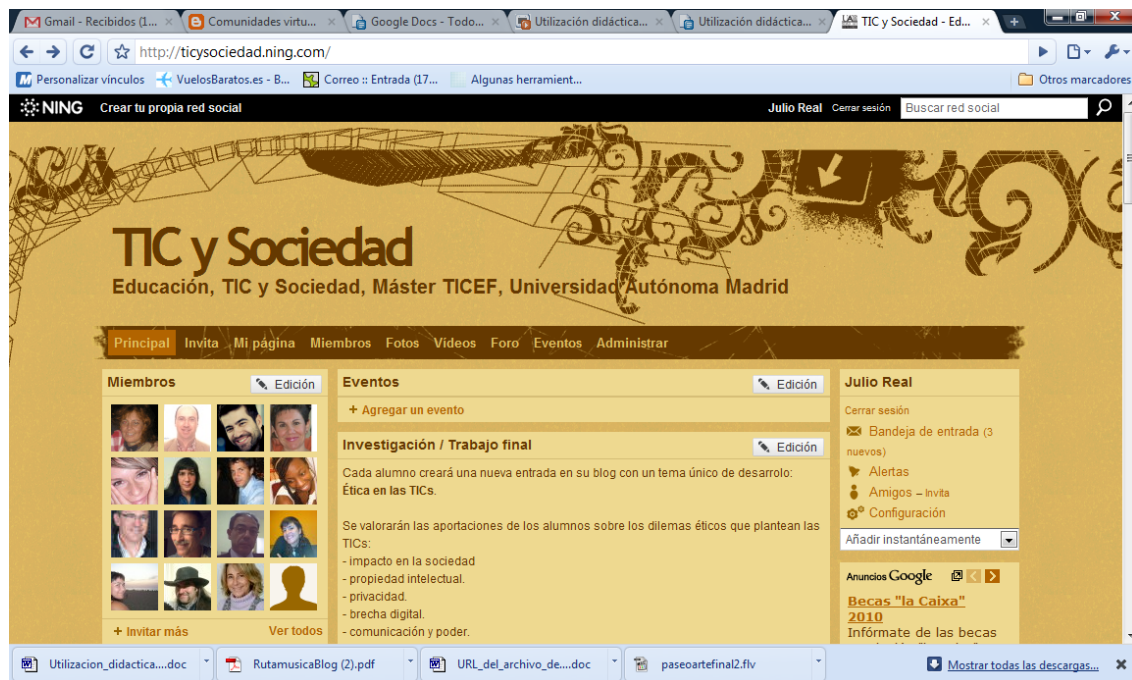 Gmail - Recibidos (1...
Comunidades virtu...
Google Docs - Todo...
Utilización didáctica...
Utilización didáctica...
TIC y Sociedad - Ed...
http://ticysociedad.ning.com/
Personalizar vínculos
VuelosBaratos.es - B...
Correo :: Entrada (17...
Algunas herramient...
Otros marcadores
NING
Crear tu propia red social
Julio Real
Cerrar sesión
Buscar red social
TIC y Sociedad
Educación, TIC y Sociedad, Máster TICEF, Universidad Autónoma Madrid
Principal Invita Mi página Miembros Fotos Vídeos Foro Eventos Administrar
Miembros
Edición
+ Invitar más
Ver todos
Eventos
Edición
+ Agregar un evento
Investigación / Trabajo final
Edición
Cada alumno creará una nueva entrada en su blog con un tema único de desarrolo:
Ética en las TICs.
Se valorarán las aportaciones de los alumnos sobre los dilemas éticos que plantean las
TICs:
- impacto en la sociedad
- propiedad intelectual.
- privacidad.
- brecha digital.
- comunicación y poder.
Julio Real
Cerrar sesión
Bandeja de entrada (3
nuevos)
Alertas
Amigos – Invita
Configuración
Añadir instantáneamente
Anuncios Google
Becas "la Caixa"
2010
Infórmate de las becas
Utilizacion_didactica....doc
RutamusicaBlog (2).pdf
URL_del_archivo_de....doc
paseoartefinal2.flv
Mostrar todas las descargas...